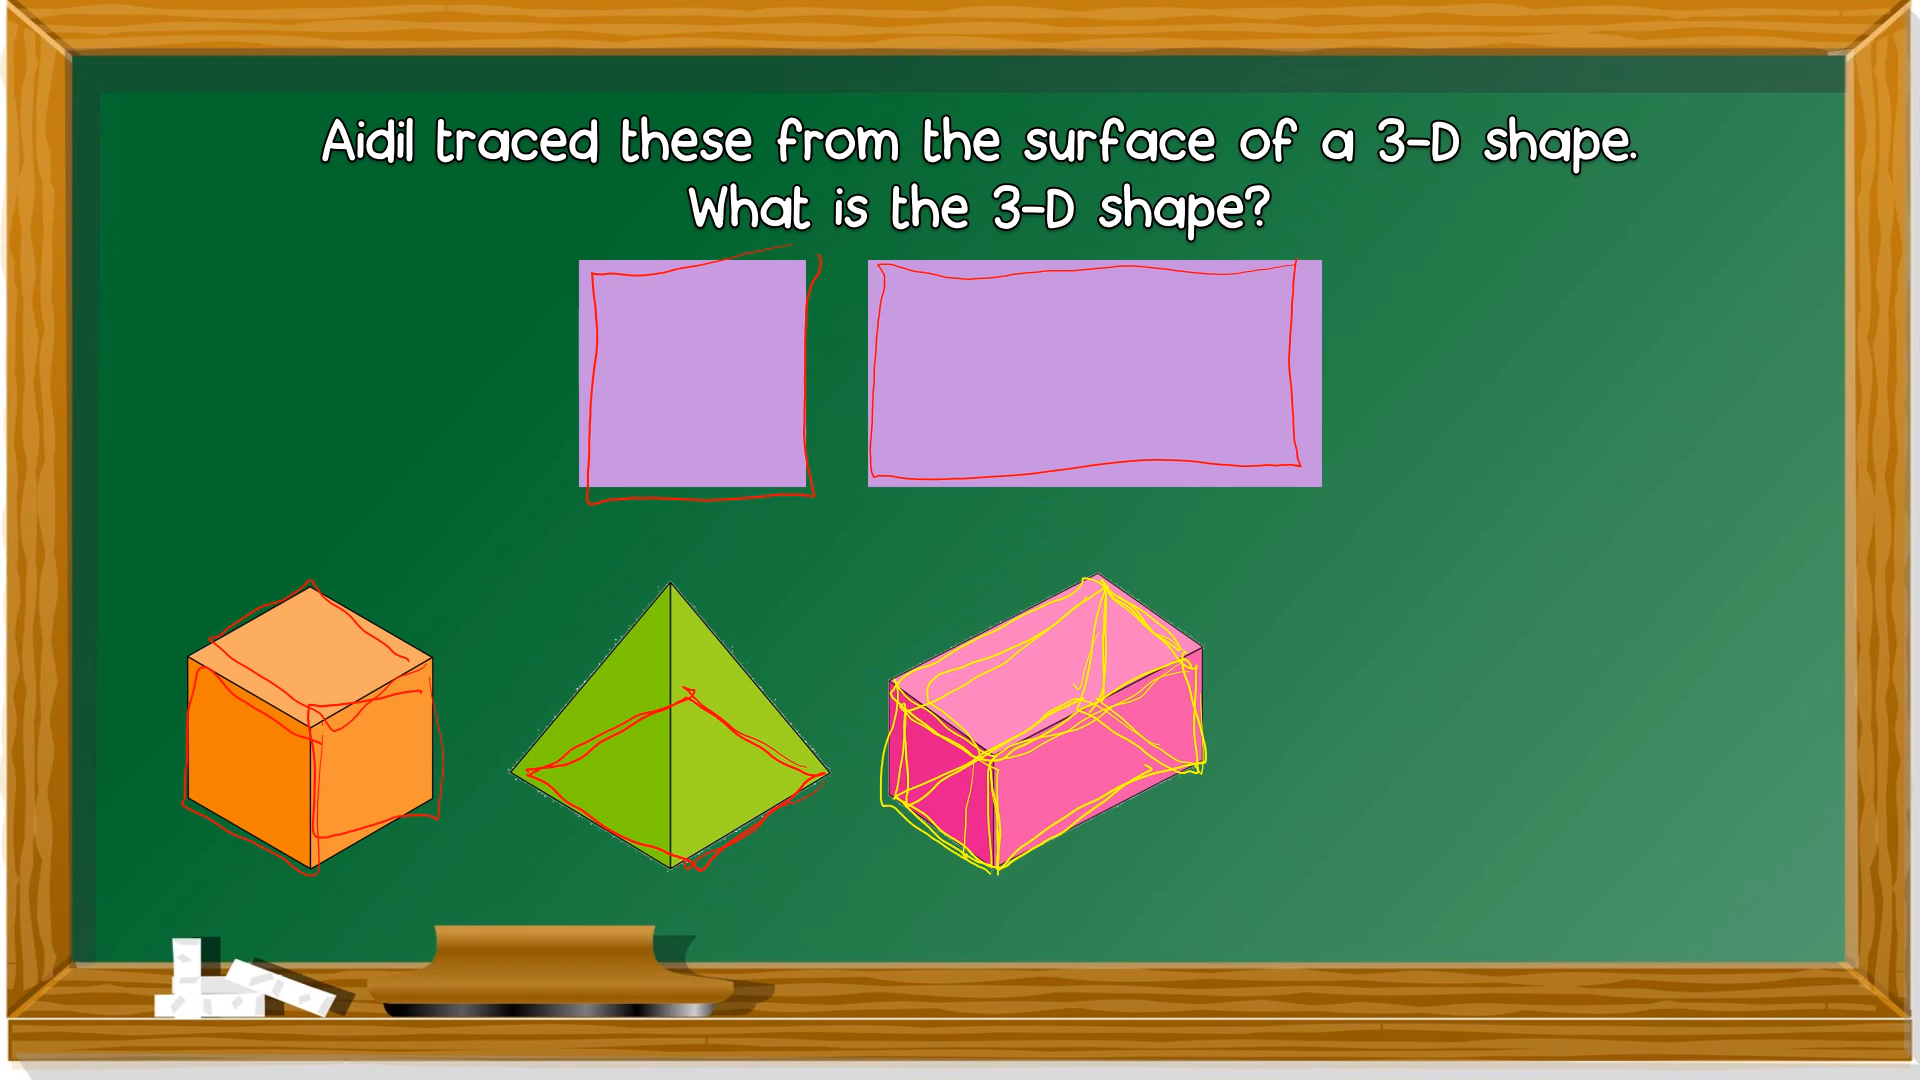 Aidil traced these from the surface of a 3-D shape.
What is the 3-D shape?